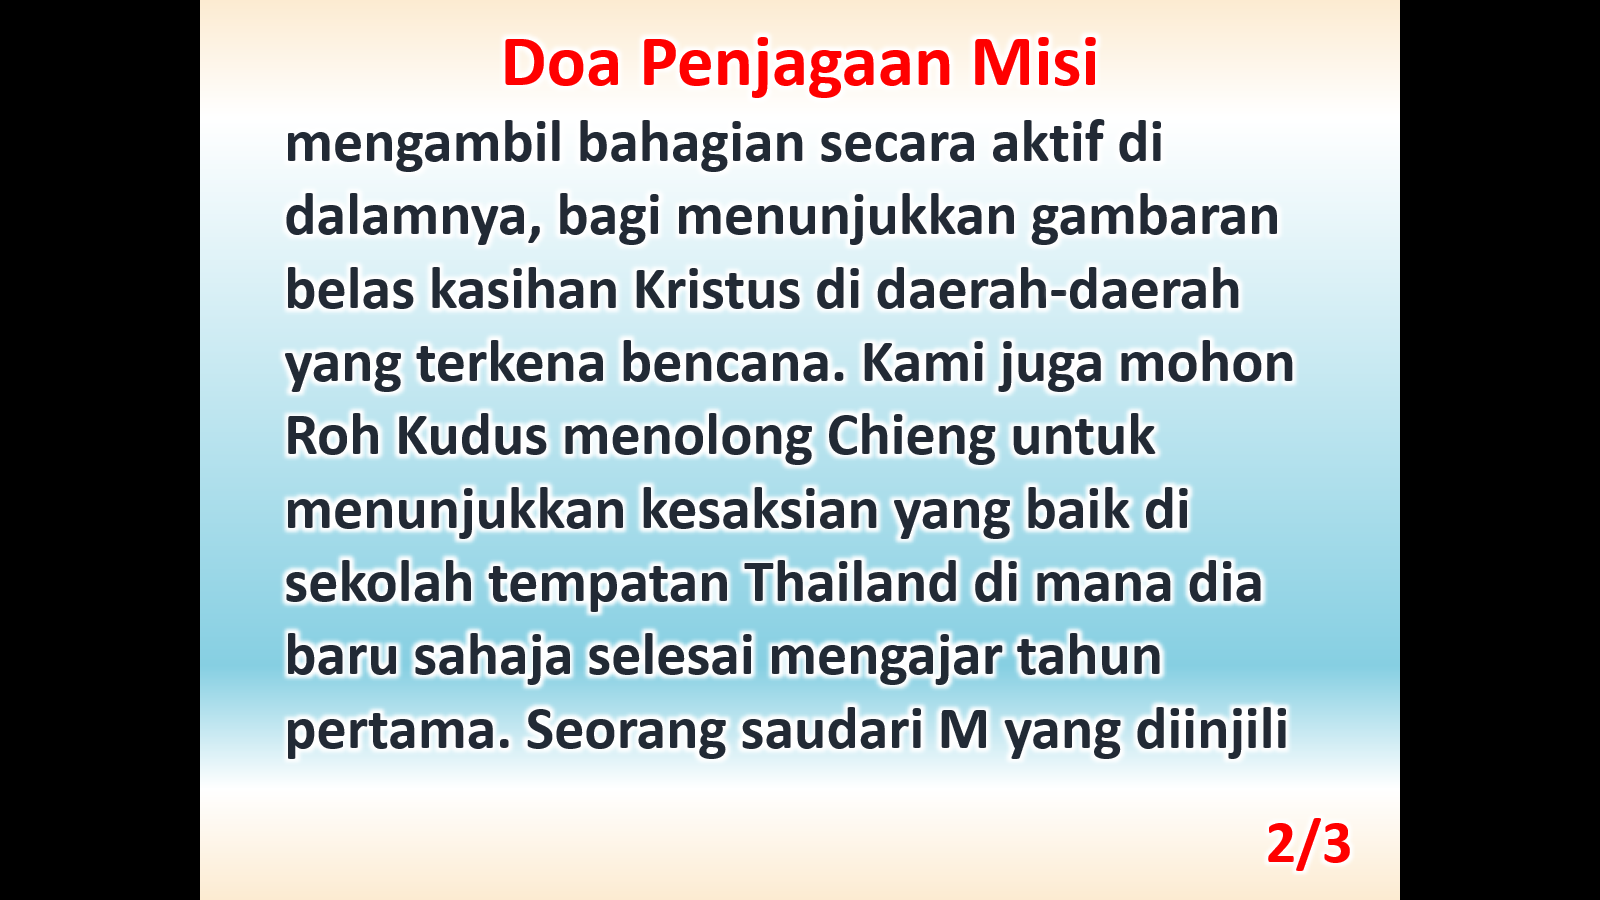 Doa Penjagaan Misi
mengambil bahagian secara aktif di
dalamnya, bagi menunjukkan gambaran
belas kasihan Kristus di daerah-daerah
yang terkena bencana. Kami juga mohon
Roh Kudus menolong Chieng untuk
menunjukkan kesaksian yang baik di
sekolah tempatan Thailand di mana dia
baru sahaja selesai mengajar tahun
pertama. Seorang saudari M yang diinjili
2/3